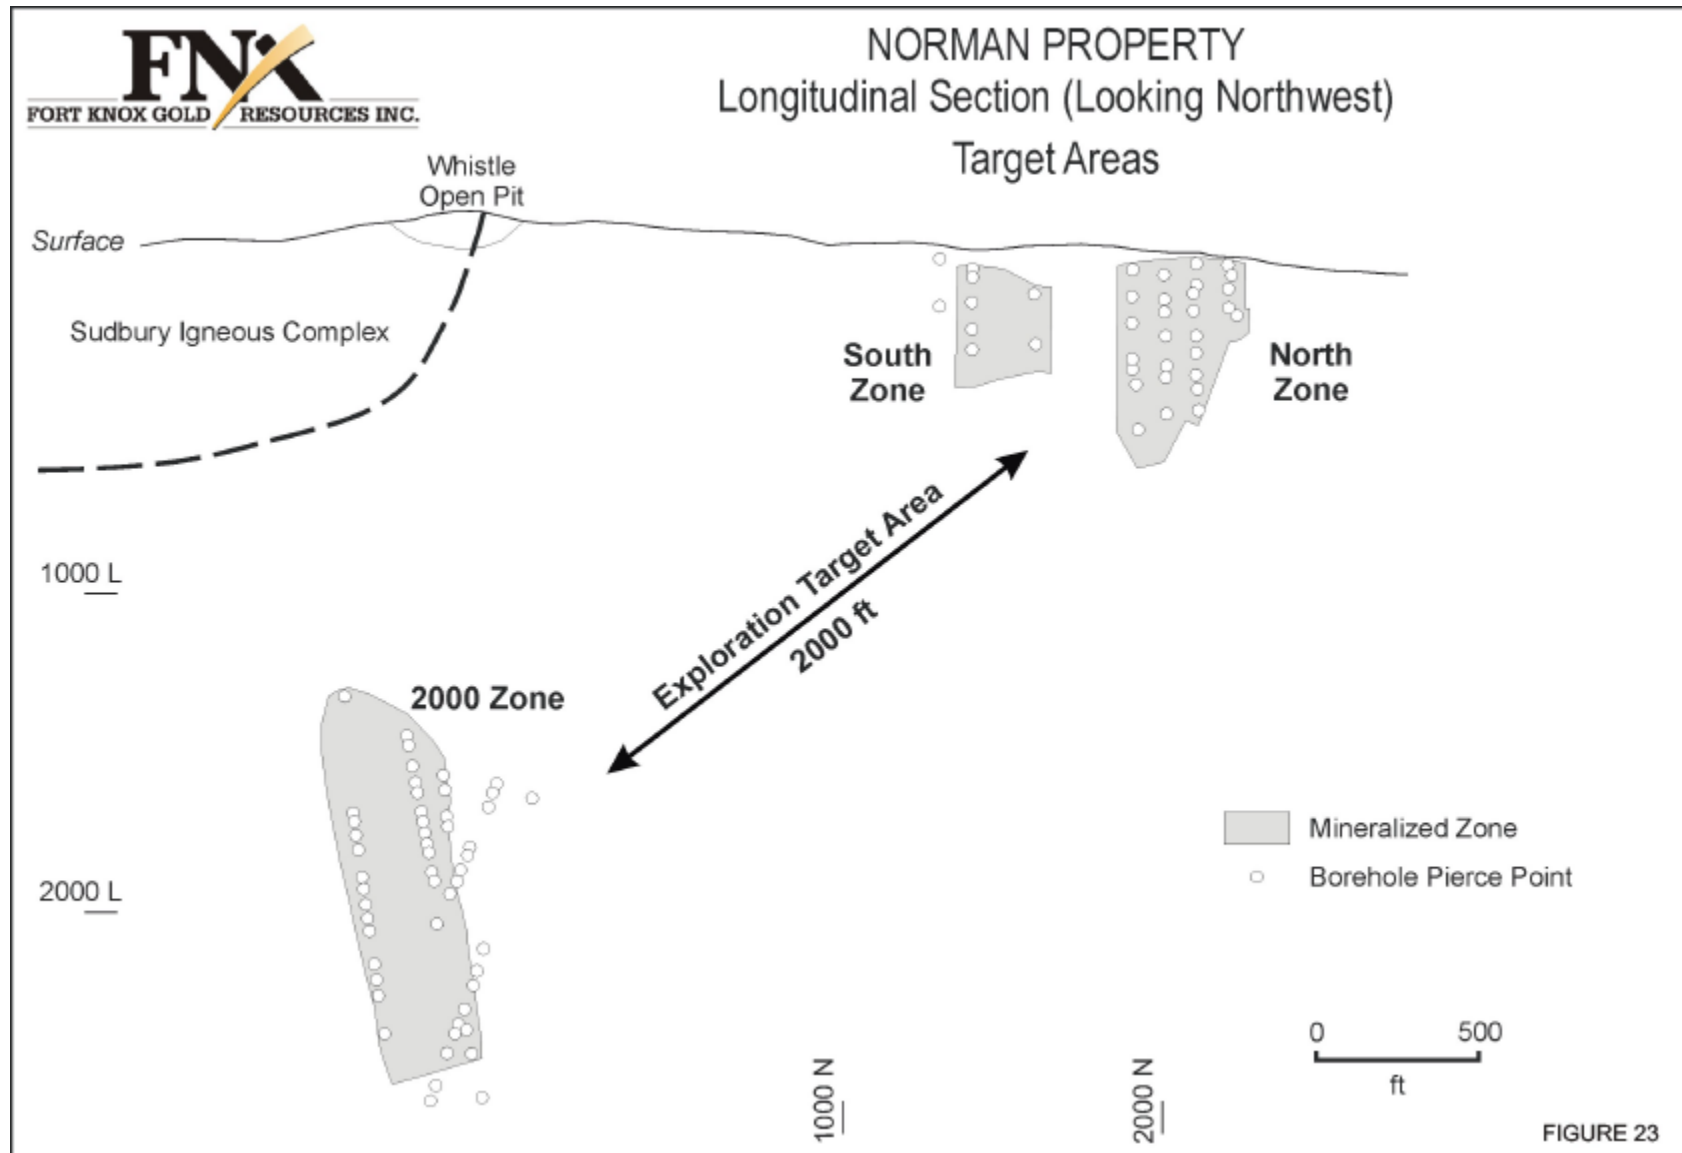 FNX
FORT KNOX GOLD RESOURCES INC.
NORMAN PROPERTY
Longitudinal Section (Looking Northwest)
Target Areas
Whistle
Open Pit
Surface
Sudbury Igneous Complex
South
Zone
North
Zone
1000 L
Exploration Target Area
2000 ft
2000 Zone
2000 L
Mineralized Zone
Borehole Pierce Point
0 500
ft
1000 N
2000 N
FIGURE 23